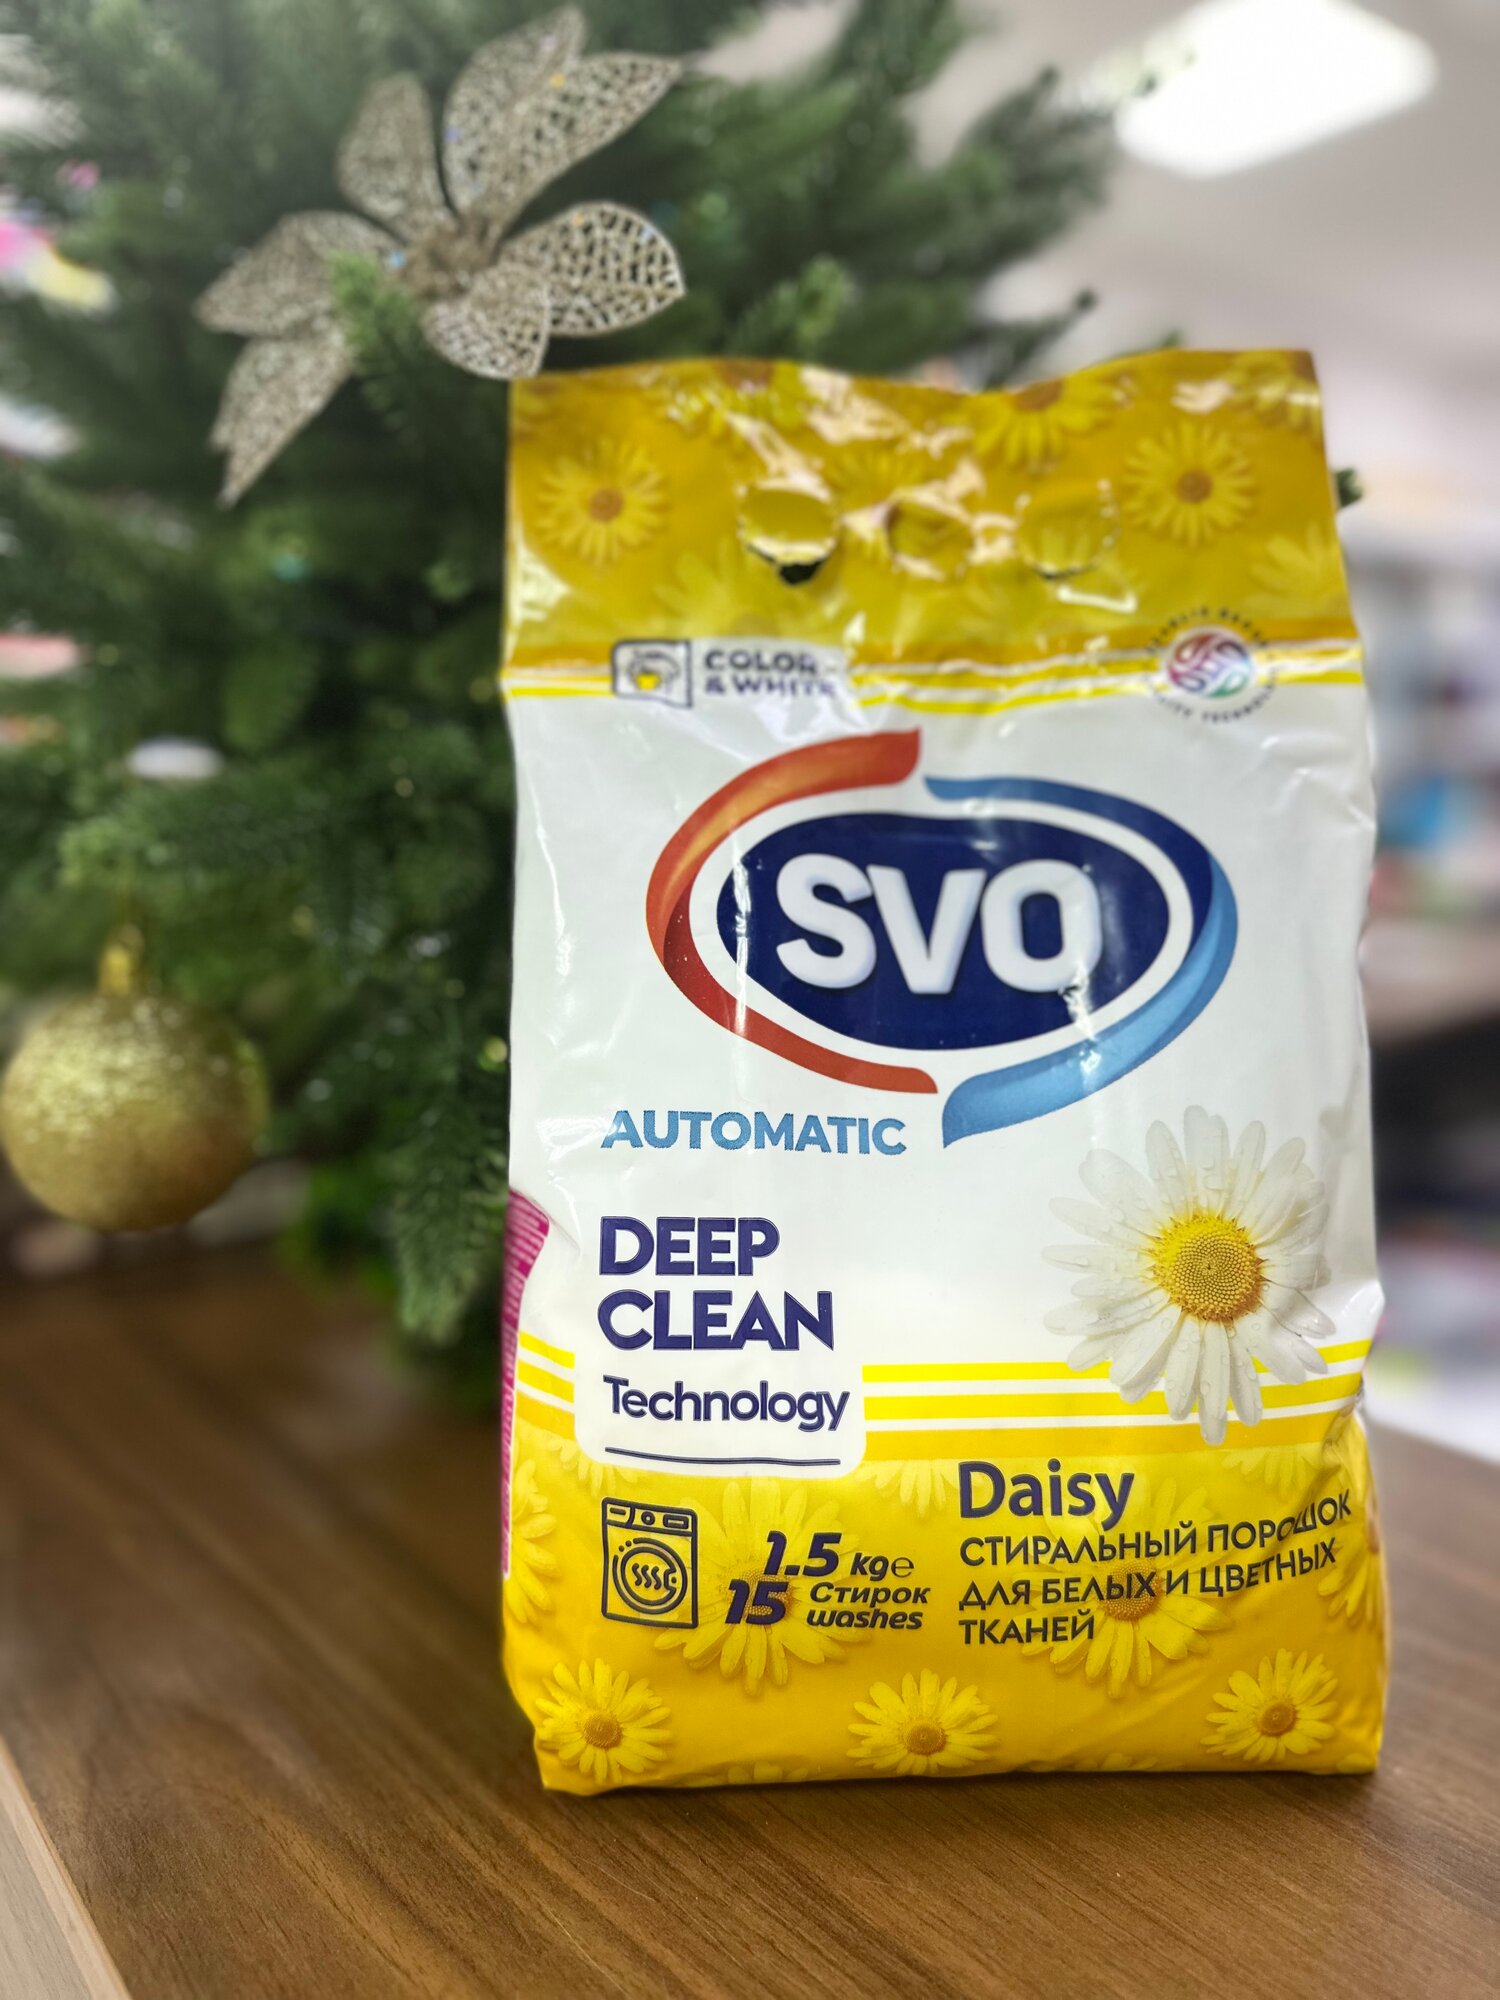 COLOR
& WHITE
SVO
AUTOMATIC
DEEP
CLEAN
Technology
Daisy
СТИРАЛЬНЫЙ ПОРОШОК
ДЛЯ БЕЛЫХ И ЦВЕТНЫХ
ТКАНЕЙ
1.5 kg e
15 Стирок
washes